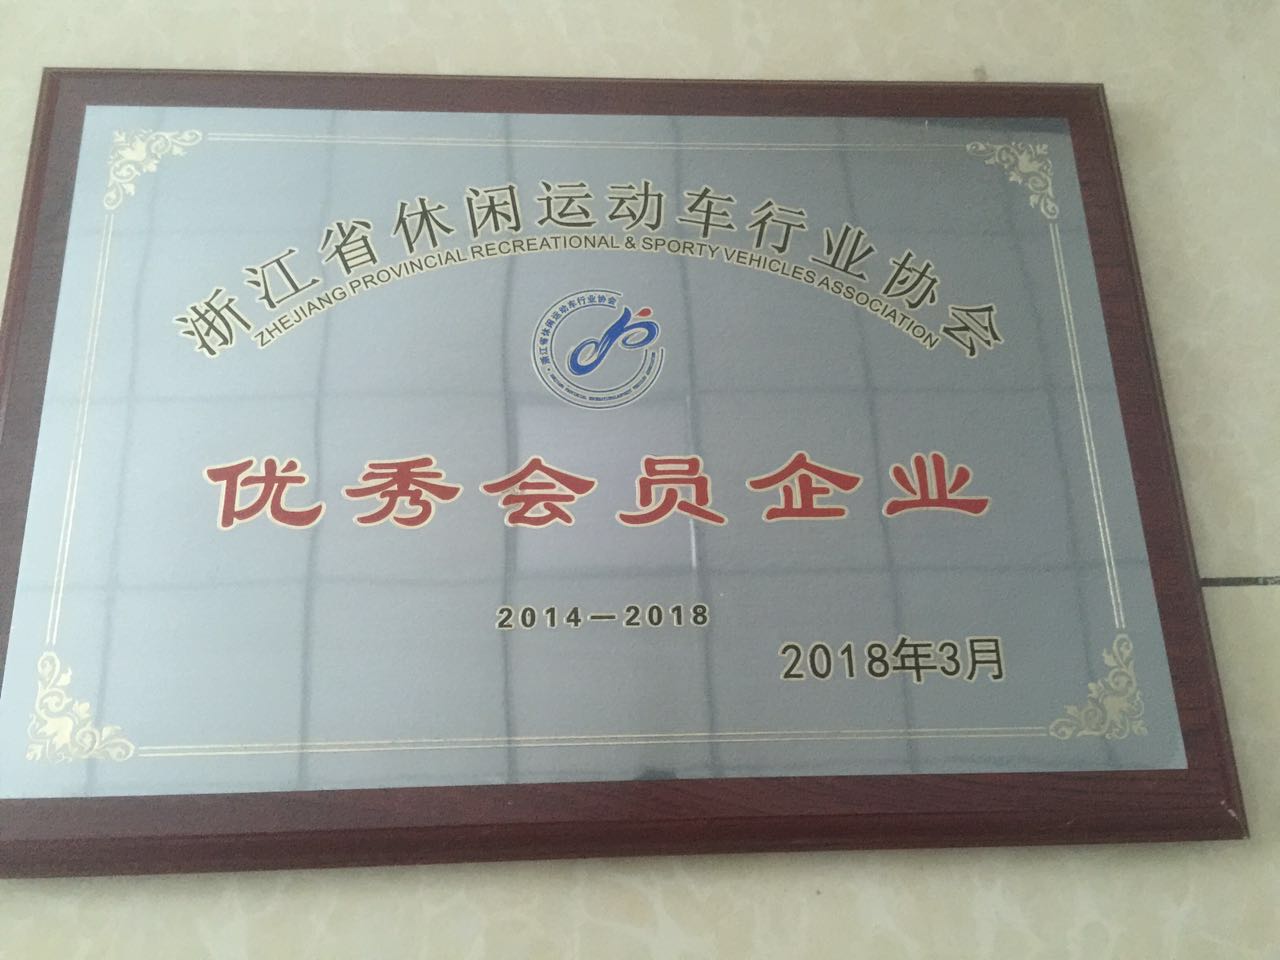 浙江省休闲运动车行业协会
ZHEJIANG PROVINCIAL RECREATIONAL & SPORTY VEHICLES ASSOCIATION
浙江省休闲运动车行业协会
优秀会员企业
2014—2018
2018年3月